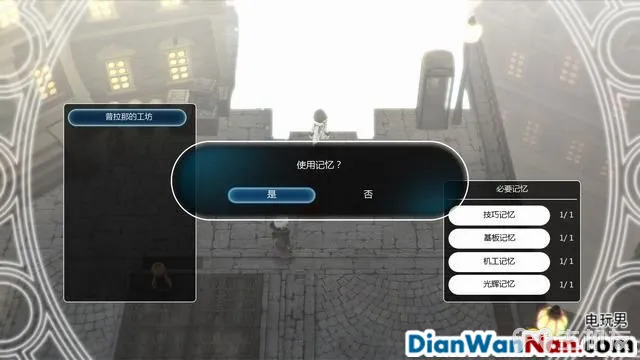 普拉那的工坊
使用记忆？
是
否
必要记忆
技巧记忆 1/1
基板记忆 1/1
机工记忆 1/1
光辉记忆 1/1
电玩男
DianWanNan.com